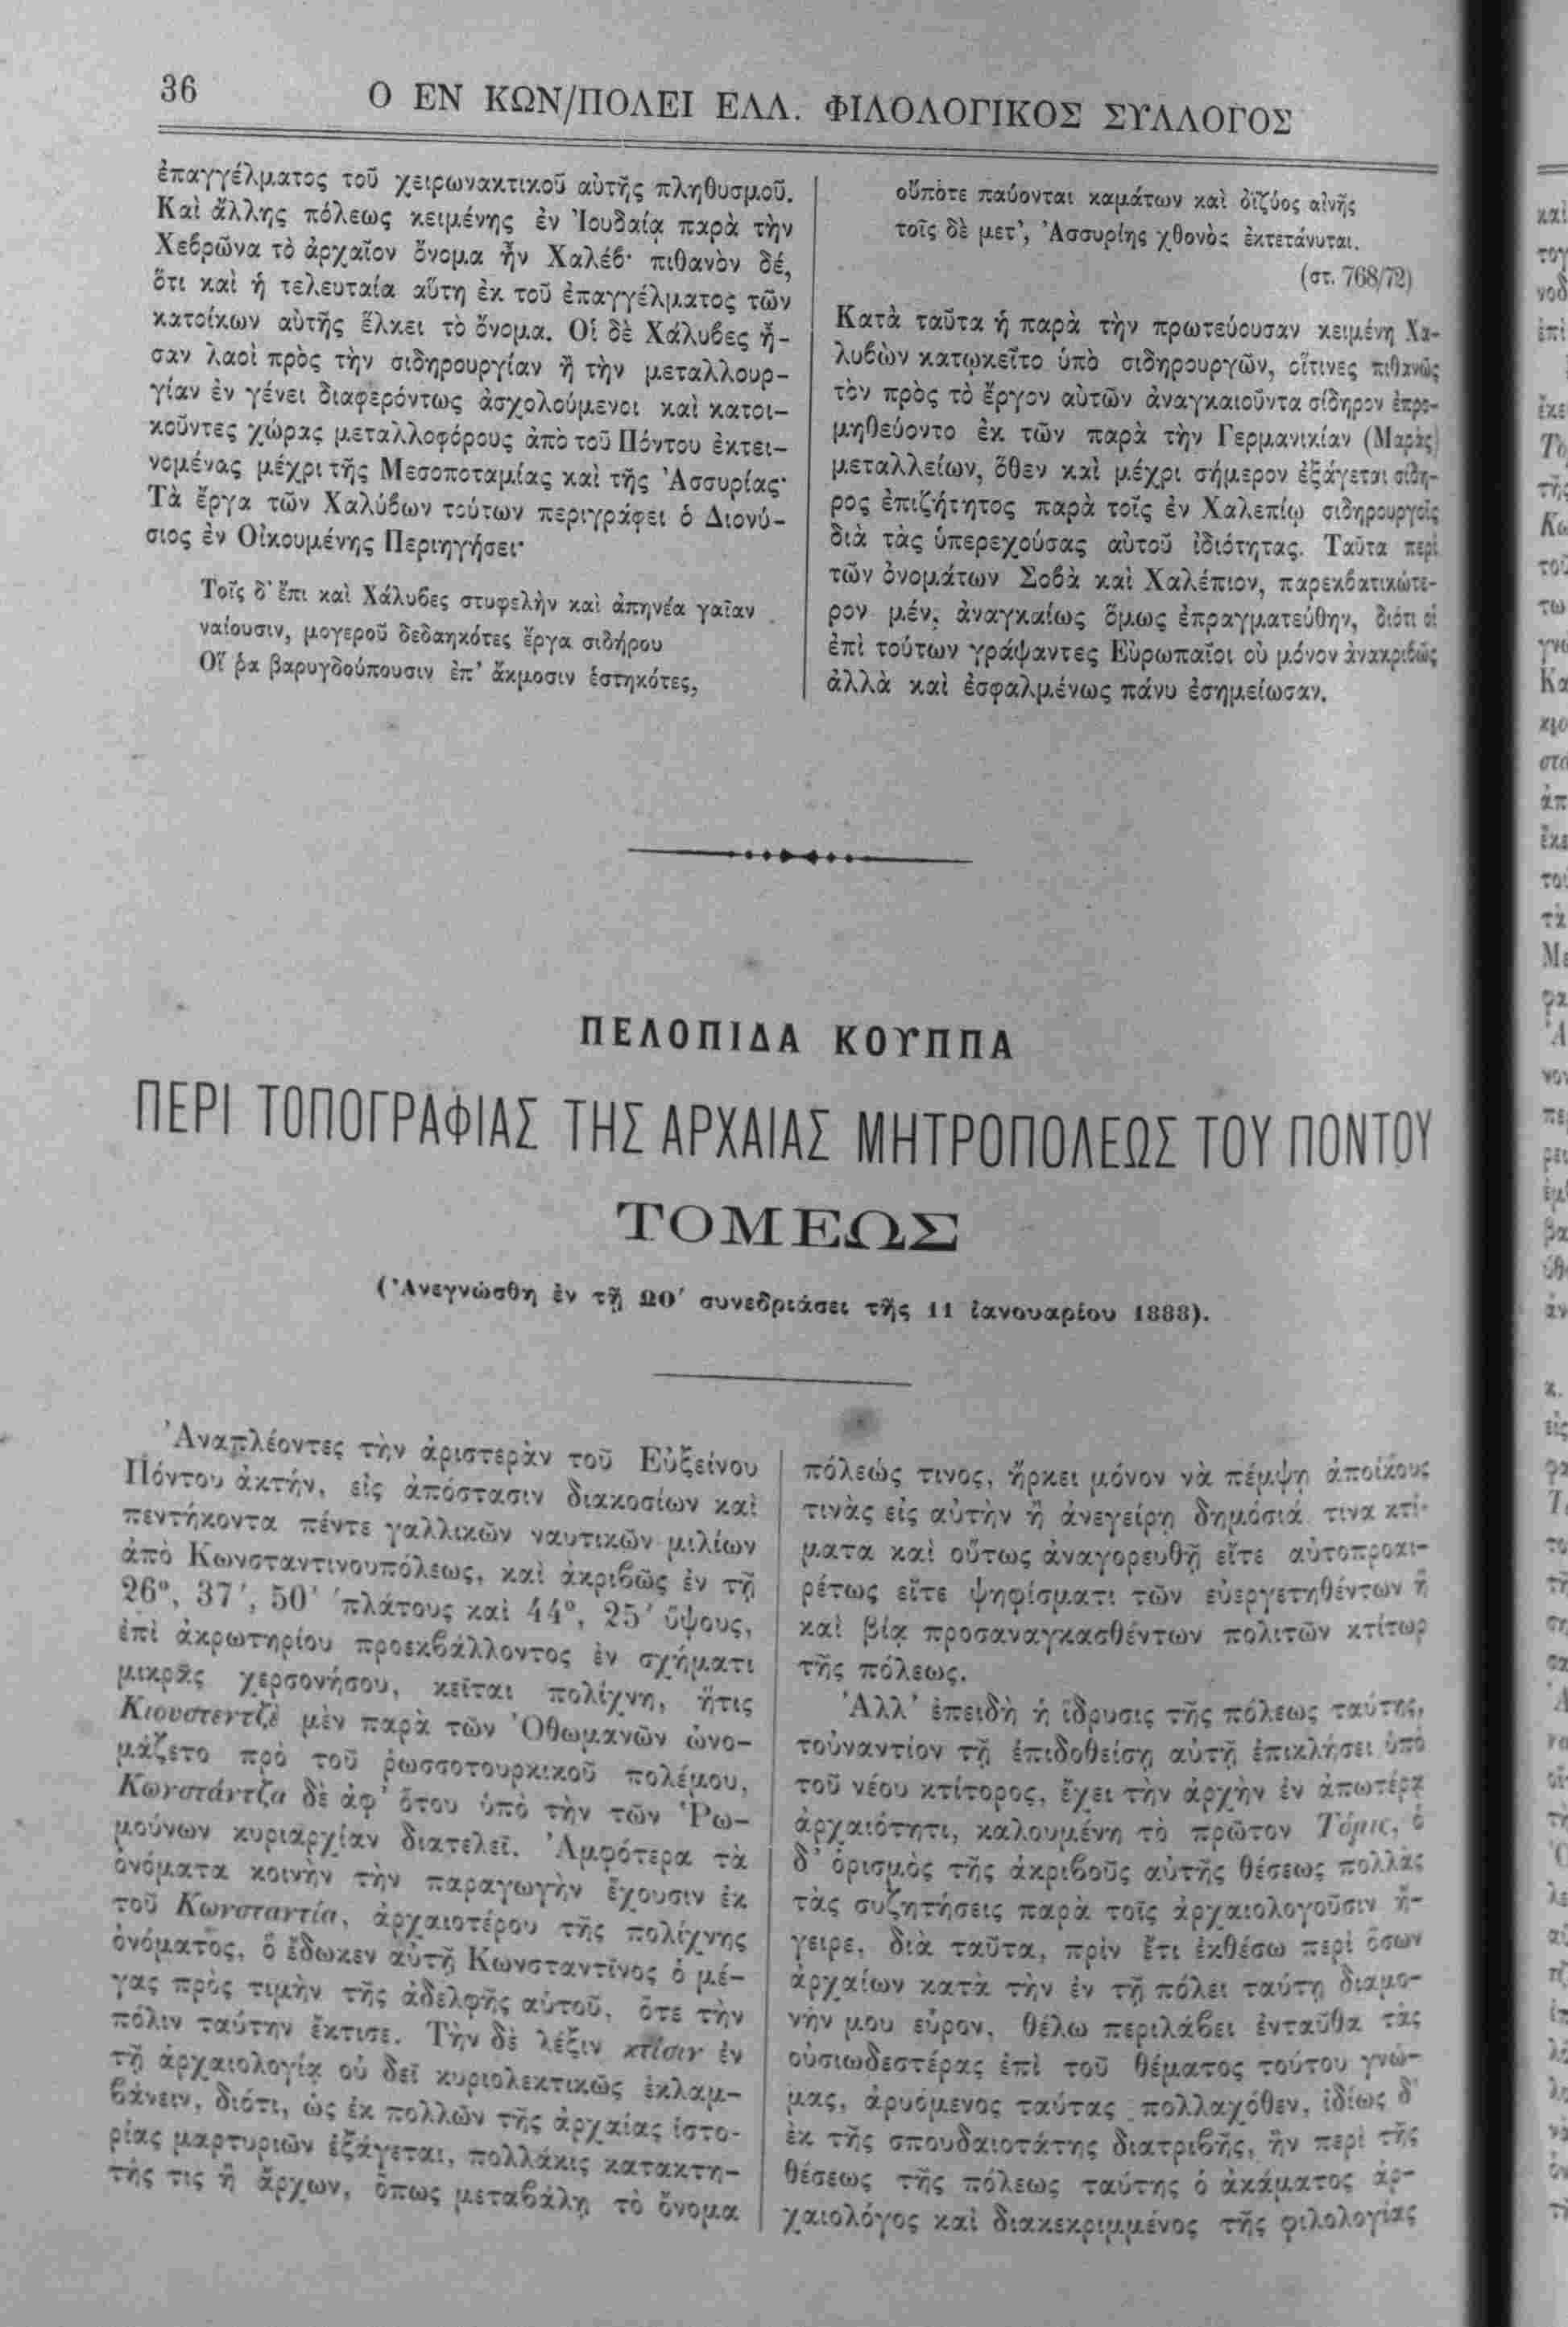 36
Ο ΕΝ ΚΩΝ/ΠΟΛΕΙ ΕΛΛ. ΦΙΛΟΛΟΓΙΚΟΣ ΣΥΛΛΟΓΟΣ
ἐπαγγέλματος τοῦ χειρωνακτικοῦ αὐτῆς πληθυσμοῦ.
Καὶ ἄλλης πόλεως κειμένης ἐν Ἰουδαίᾳ παρὰ τὴν
Χεβρῶνα τὸ ἀρχαῖον ὄνομα ἦν Χαλέβ· πιθανὸν δέ,
ὅτι καὶ ἡ τελευταία αὕτη ἐκ τοῦ ἐπαγγέλματος τῶν
κατοίκων αὐτῆς ἕλκει τὸ ὄνομα. Οἱ δὲ Χάλυβες ἦ-
σαν λαοὶ πρὸς τὴν σιδηρουργίαν ἢ τὴν μεταλλουρ-
γίαν ἐν γένει διαφερόντως ἀσχολούμενοι καὶ κατοι-
κοῦντες χώρας μεταλλοφόρους ἀπὸ τοῦ Πόντου ἐκτει-
νομένας μέχρι τῆς Μεσοποταμίας καὶ τῆς Ἀσσυρίας·
Τὰ ἔργα τῶν Χαλύβων τούτων περιγράφει ὁ Διονύ-
σιος ἐν Οἰκουμένης Περιηγήσει·
Τοῖς δ' ἔπι καὶ Χάλυβες στυφελὴν καὶ ἀπηνέα γαῖαν
ναίουσιν, μογεροῦ δεδαηκότες ἔργα σιδήρου
Οἵ ῥα βαρυγδούπουσιν ἐπ' ἄκμοσιν ἑστηκότες,
οὔποτε παύονται καμάτων καὶ ὀϊζύος αἰνῆς
τοῖς δὲ μετ', Ἀσσυρίης χθονὸς ἐκτετάνυται.
(στ. 768/72)
Κατὰ ταῦτα ἡ παρὰ τὴν πρωτεύουσαν κειμένη Χα-
λυβὼν κατῳκεῖτο ὑπὸ σιδηρουργῶν, οἵτινες πιθανῶς
τὸν πρὸς τὸ ἔργον αὐτῶν ἀναγκαιοῦντα σίδηρον ἐπρο-
μηθεύοντο ἐκ τῶν παρὰ τὴν Γερμανικίαν (Μαρὰς)
μεταλλείων, ὅθεν καὶ μέχρι σήμερον ἐξάγεται σίδη-
ρος ἐπιζήτητος παρὰ τοῖς ἐν Χαλεπίῳ σιδηρουργοῖς
διὰ τὰς ὑπερεχούσας αὐτοῦ ἰδιότητας. Ταῦτα περὶ
τῶν ὀνομάτων Σοβὰ καὶ Χαλέπιον, παρεκβατικώτε-
ρον μέν, ἀναγκαίως ὅμως ἐπραγματεύθην, διότι οἱ
ἐπὶ τούτων γράψαντες Εὐρωπαῖοι οὐ μόνον ἀνακριβῶς
ἀλλὰ καὶ ἐσφαλμένως πάνυ ἐσημείωσαν.
ΠΕΛΟΠΙΔΑ ΚΟΥΠΠΑ
ΠΕΡΙ ΤΟΠΟΓΡΑΦΙΑΣ ΤΗΣ ΑΡΧΑΙΑΣ ΜΗΤΡΟΠΟΛΕΩΣ ΤΟΥ ΠΟΝΤΟΥ
ΤΟΜΕΩΣ
(Ἀνεγνώσθη ἐν τῇ ΩΟ' συνεδριάσει τῆς 11 ἰανουαρίου 1888).
Ἀναπλέοντες τὴν ἀριστερὰν τοῦ Εὐξείνου
Πόντου ἀκτήν, εἰς ἀπόστασιν διακοσίων καὶ
πεντήκοντα πέντε γαλλικῶν ναυτικῶν μιλίων
ἀπὸ Κωνσταντινουπόλεως, καὶ ἀκριβῶς ἐν τῇ
26°, 37', 50' 'πλάτους καὶ 44°, 25' ὕψους,
ἐπὶ ἀκρωτηρίου προεκβάλλοντος ἐν σχήματι
μικρᾶς χερσονήσου, κεῖται πολίχνη, ἥτις
Κιουστεντζὲ μὲν παρὰ τῶν Ὀθωμανῶν ὠνο-
μάζετο πρὸ τοῦ ῥωσσοτουρκικοῦ πολέμου,
Κωνστάντζα δὲ ἀφ' ὅτου ὑπὸ τὴν τῶν Ῥω-
μούνων κυριαρχίαν διατελεῖ. Ἀμφότερα τὰ
ὀνόματα κοινὴν τὴν παραγωγὴν ἔχουσιν ἐκ
τοῦ Κωνσταντία, ἀρχαιοτέρου τῆς πολίχνης
ὀνόματος, ὃ ἔδωκεν αὐτῇ Κωνσταντῖνος ὁ μέ-
γας πρὸς τιμὴν τῆς ἀδελφῆς αὐτοῦ, ὅτε τὴν
πόλιν ταύτην ἔκτισε. Τὴν δὲ λέξιν κτίσιν ἐν
τῇ ἀρχαιολογίᾳ οὐ δεῖ κυριολεκτικῶς ἐκλαμ-
βάνειν, διότι, ὡς ἐκ πολλῶν τῆς ἀρχαίας ἱστο-
ρίας μαρτυριῶν ἐξάγεται, πολλάκις κατακτη-
τής τις ἢ ἄρχων, ὅπως μεταβάλῃ τὸ ὄνομα
πόλεώς τινος, ἤρκει μόνον νὰ πέμψῃ ἀποίκους
τινὰς εἰς αὐτὴν ἢ ἀνεγείρῃ δημόσιά τινα κτί-
ματα καὶ οὕτως ἀναγορευθῇ εἴτε αὐτοπροαι-
ρέτως εἴτε ψηφίσματι τῶν εὐεργετηθέντων ἢ
καὶ βίᾳ προσαναγκασθέντων πολιτῶν κτίτωρ
τῆς πόλεως.
Ἀλλ' ἐπειδὴ ἡ ἵδρυσις τῆς πόλεως ταύτης,
τοὐναντίον τῇ ἐπιδοθείσῃ αὐτῇ ἐπικλήσει ὑπὸ
τοῦ νέου κτίτορος, ἔχει τὴν ἀρχὴν ἐν ἀπωτέρᾳ
ἀρχαιότητι, καλουμένη τὸ πρῶτον Τόμις, ὁ
δ' ὁρισμὸς τῆς ἀκριβοῦς αὐτῆς θέσεως πολλὰς
τὰς συζητήσεις παρὰ τοῖς ἀρχαιολογοῦσιν ἤ-
γειρε, διὰ ταῦτα, πρὶν ἔτι ἐκθέσω περὶ ὅσων
ἀρχαίων κατὰ τὴν ἐν τῇ πόλει ταύτῃ διαμο-
νήν μου εὗρον, θέλω περιλάβει ἐνταῦθα τὰς
οὐσιωδεστέρας ἐπὶ τοῦ θέματος τούτου γνώ-
μας, ἀρυόμενος ταύτας πολλαχόθεν, ἰδίως δ'
ἐκ τῆς σπουδαιοτάτης διατριβῆς, ἣν περὶ τῆς
θέσεως τῆς πόλεως ταύτης ὁ ἀκάματος ἀρ-
χαιολόγος καὶ διακεκριμμένος τῆς φιλολογίας